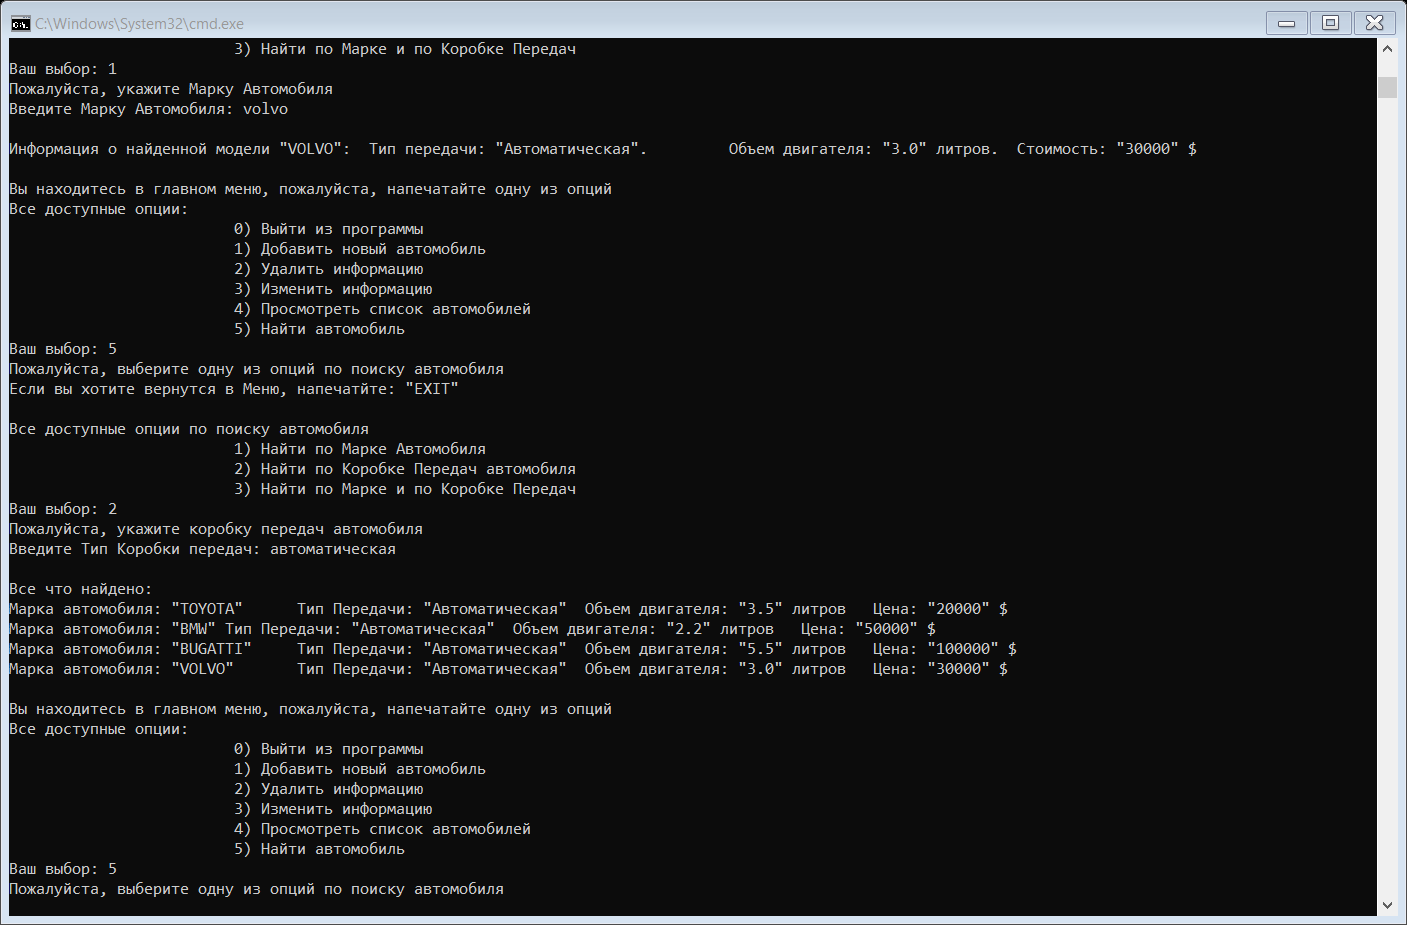 C:\Windows\System32\cmd.exe
3) Найти по Марке и по Коробке Передач
Ваш выбор: 1
Пожалуйста, укажите Марку Автомобиля
Введите Марку Автомобиля: volvo
Информация о найденной модели "VOLVO":  Тип передачи: "Автоматическая".         Объем двигателя: "3.0" литров.  Стоимость: "30000" $
Вы находитесь в главном меню, пожалуйста, напечатайте одну из опций
Все доступные опции:
0) Выйти из программы
1) Добавить новый автомобиль
2) Удалить информацию
3) Изменить информацию
4) Просмотреть список автомобилей
5) Найти автомобиль
Ваш выбор: 5
Пожалуйста, выберите одну из опций по поиску автомобиля
Если вы хотите вернутся в Меню, напечатйте: "EXIT"
Все доступные опции по поиску автомобиля
1) Найти по Марке Автомобиля
2) Найти по Коробке Передач автомобиля
3) Найти по Марке и по Коробке Передач
Ваш выбор: 2
Пожалуйста, укажите коробку передач автомобиля
Введите Тип Коробки передач: автоматическая
Все что найдено:
Марка автомобиля: "TOYOTA"      Тип Передачи: "Автоматическая"  Объем двигателя: "3.5" литров   Цена: "20000" $
Марка автомобиля: "BMW" Тип Передачи: "Автоматическая"  Объем двигателя: "2.2" литров   Цена: "50000" $
Марка автомобиля: "BUGATTI"     Тип Передачи: "Автоматическая"  Объем двигателя: "5.5" литров   Цена: "100000" $
Марка автомобиля: "VOLVO"       Тип Передачи: "Автоматическая"  Объем двигателя: "3.0" литров   Цена: "30000" $
Вы находитесь в главном меню, пожалуйста, напечатайте одну из опций
Все доступные опции:
0) Выйти из программы
1) Добавить новый автомобиль
2) Удалить информацию
3) Изменить информацию
4) Просмотреть список автомобилей
5) Найти автомобиль
Ваш выбор: 5
Пожалуйста, выберите одну из опций по поиску автомобиля